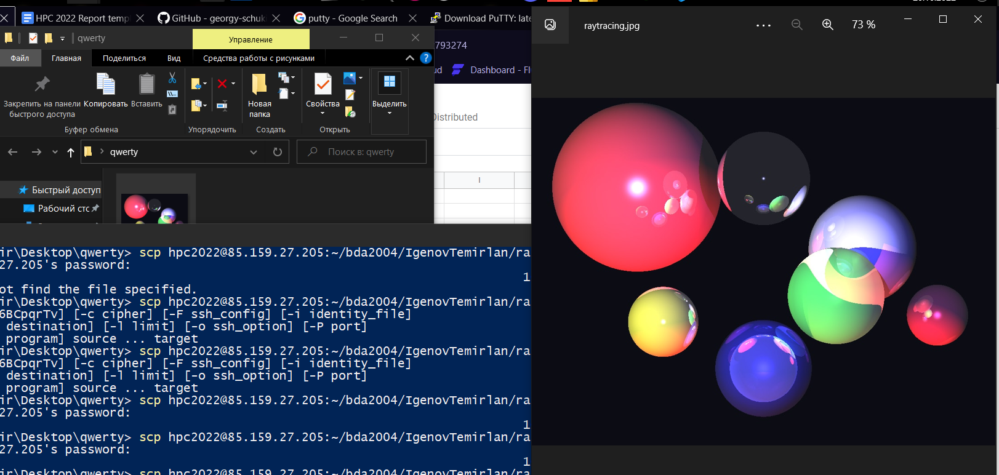 HPC 2022 Report temp
GitHub - georgy-schuk
putty - Google Search
Download PuTTY: late
qwerty
Управление
Файл
Главная
Поделиться
Вид
Средства работы с рисунками
Закрепить на панели быстрого доступа
Копировать
Вставить
Буфер обмена
Упорядочить
Новая папка
Создать
Свойства
Открыть
Выделить
qwerty
Поиск в: qwerty
Быстрый доступ
Рабочий стс
793274
ud
Dashboard - Fl
Distributed
I
ir\Desktop\qwerty> scp hpc2022@85.159.27.205:~/bda2004/IgenovTemirlan/ra
27.205's password:
1
ot find the file specified.
ir\Desktop\qwerty> scp hpc2022@85.159.27.205:~/bda2004/IgenovTemirlan/ra
6BCpqrTv] [-c cipher] [-F ssh_config] [-i identity_file]
destination] [-l limit] [-o ssh_option] [-P port]
program] source ... target
ir\Desktop\qwerty> scp hpc2022@85.159.27.205:~/bda2004/IgenovTemirlan/ra
6BCpqrTv] [-c cipher] [-F ssh_config] [-i identity_file]
destination] [-l limit] [-o ssh_option] [-P port]
program] source ... target
ir\Desktop\qwerty> scp hpc2022@85.159.27.205:~/bda2004/IgenovTemirlan/ra
27.205's password:
1
ir\Desktop\qwerty> scp hpc2022@85.159.27.205:~/bda2004/IgenovTemirlan/ra
27.205's password:
1
ir\Desktop\qwerty> scp hpc2022@85.159.27.205:~/bda2004/IgenovTemirlan/ra
raytracing.jpg
73 %